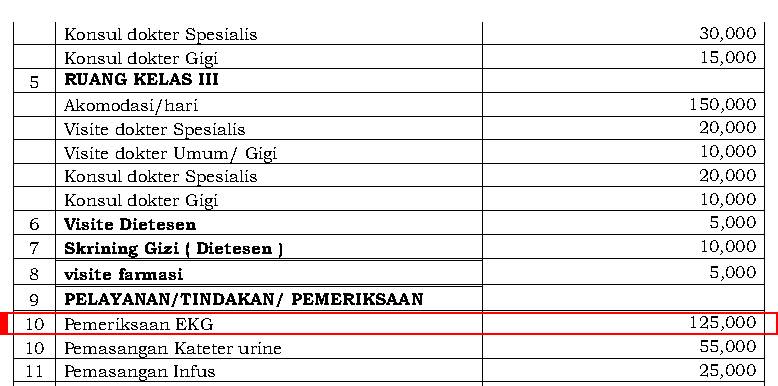 Konsul dokter Spesialis 30,000
Konsul dokter Gigi 15,000
5 RUANG KELAS III
Akomodasi/hari 150,000
Visite dokter Spesialis 20,000
Visite dokter Umum/ Gigi 10,000
Konsul dokter Spesialis 20,000
Konsul dokter Gigi 10,000
6 Visite Dietesen 5,000
7 Skrining Gizi ( Dietesen ) 10,000
8 visite farmasi 5,000
9 PELAYANAN/TINDAKAN/ PEMERIKSAAN
10 Pemeriksaan EKG 125,000
10 Pemasangan Kateter urine 55,000
11 Pemasangan Infus 25,000